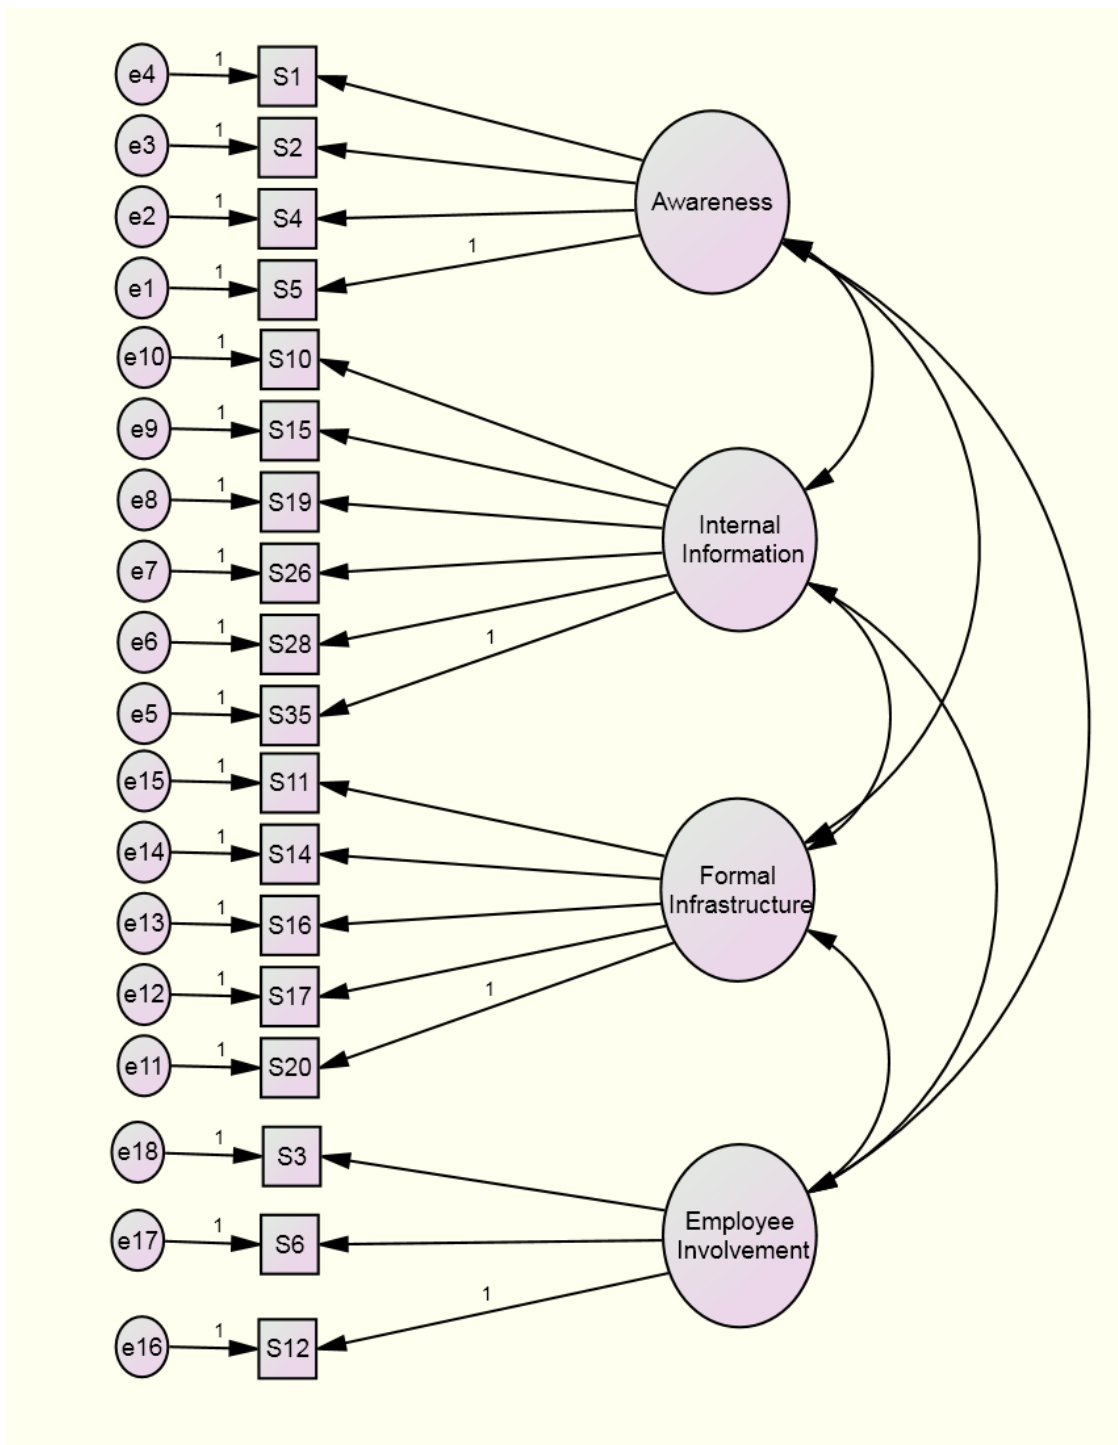 e4 1 S1
e3 1 S2
Awareness
e2 1 S4
1
e1 1 S5
e10 1 S10
e9 1 S15
e8 1 S19
Internal
Information
e7 1 S26
e6 1 S28
1
e5 1 S35
e15 1 S11
e14 1 S14
Formal
Infrastructure
e13 1 S16
e12 1 S17
1
e11 1 S20
e18 1 S3
e17 1 S6
Employee
Involvement
1
e16 1 S12